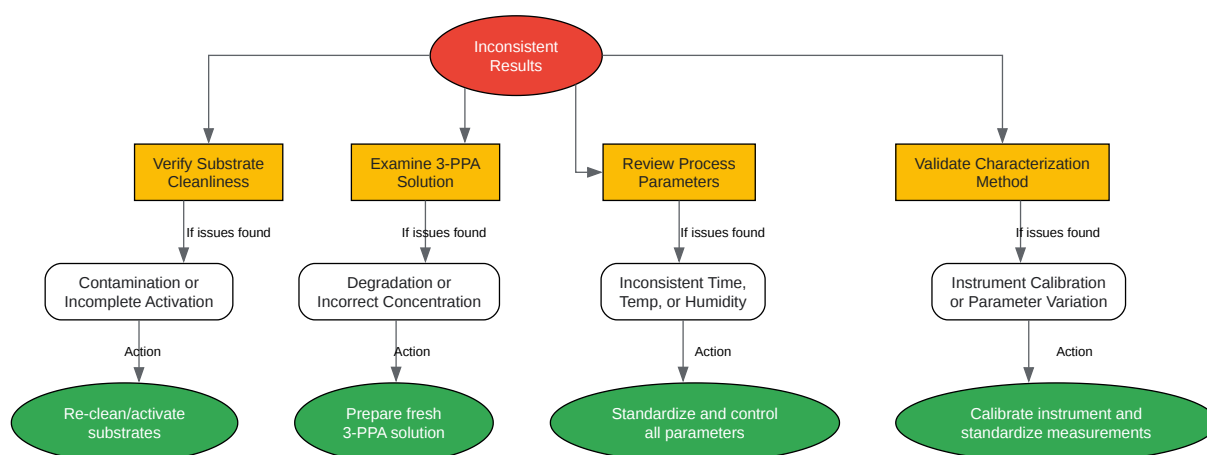 Inconsistent
Results
Verify Substrate
Cleanliness
Examine 3-PPA
Solution
Review Process
Parameters
Validate Characterization
Method
If issues found
If issues found
If issues found
If issues found
Contamination or
Incomplete Activation
Degradation or
Incorrect Concentration
Inconsistent Time,
Temp, or Humidity
Instrument Calibration
or Parameter Variation
Action
Action
Action
Action
Re-clean/activate
substrates
Prepare fresh
3-PPA solution
Standardize and control
all parameters
Calibrate instrument and
standardize measurements